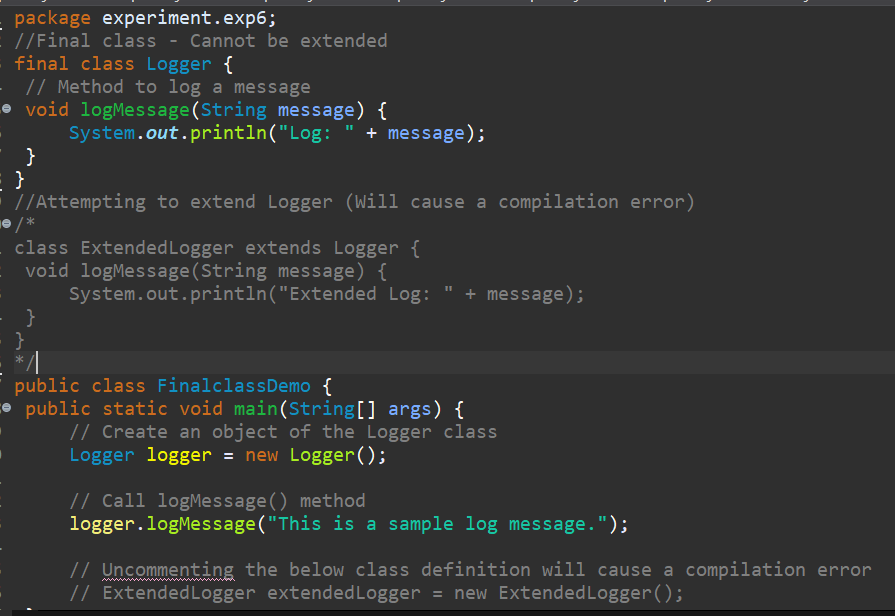 package experiment.exp6;
//Final class - Cannot be extended
final class Logger {
 // Method to log a message
 void logMessage(String message) {
     System.out.println("Log: " + message);
 }
}
//Attempting to extend Logger (Will cause a compilation error)
/*
class ExtendedLogger extends Logger {
 void logMessage(String message) {
     System.out.println("Extended Log: " + message);
 }
}
*/
public class FinalclassDemo {
 public static void main(String[] args) {
     // Create an object of the Logger class
     Logger logger = new Logger();
     // Call logMessage() method
     logger.logMessage("This is a sample log message.");
     // Uncommenting the below class definition will cause a compilation error
     // ExtendedLogger extendedLogger = new ExtendedLogger();